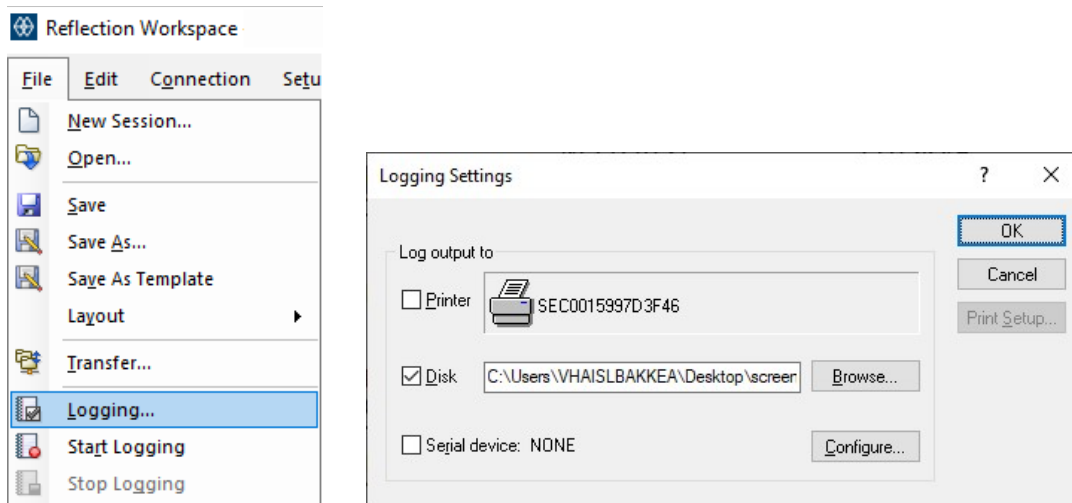 Reflection Workspace
File Edit Connection Setu
New Session...
Open...
Save
Save As...
Save As Template
Layout
Transfer...
Logging...
Start Logging
Stop Logging
Logging Settings
? X
OK
Log output to
Cancel
Printer SEC0015997D3F46
Print Setup...
Disk C:\Users\VHAISLBAKKEA\Desktop\screer Browse...
Serial device: NONE Configure...